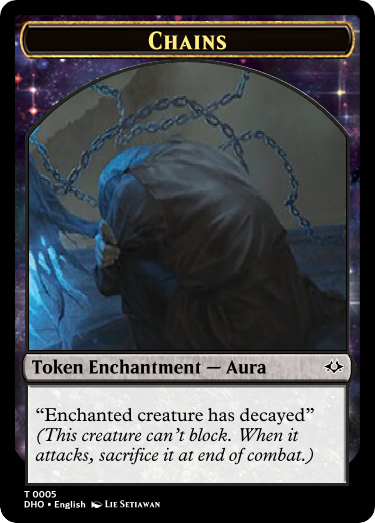 CHAINS
Token Enchantment — Aura
“Enchanted creature has decayed”
(This creature can’t block. When it
attacks, sacrifice it at end of combat.)
T 0005
DHO • English LIE SETIAWAN